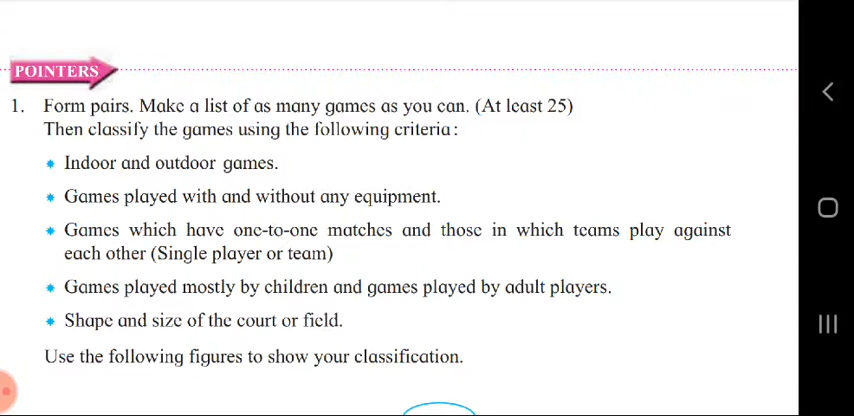 POINTERS
1. Form pairs. Make a list of as many games as you can. (At least 25)
Then classify the games using the following criteria:
* Indoor and outdoor games.
* Games played with and without any equipment.
* Games which have one-to-one matches and those in which teams play against
each other (Single player or team)
* Games played mostly by children and games played by adult players.
* Shape and size of the court or field.
Use the following figures to show your classification.